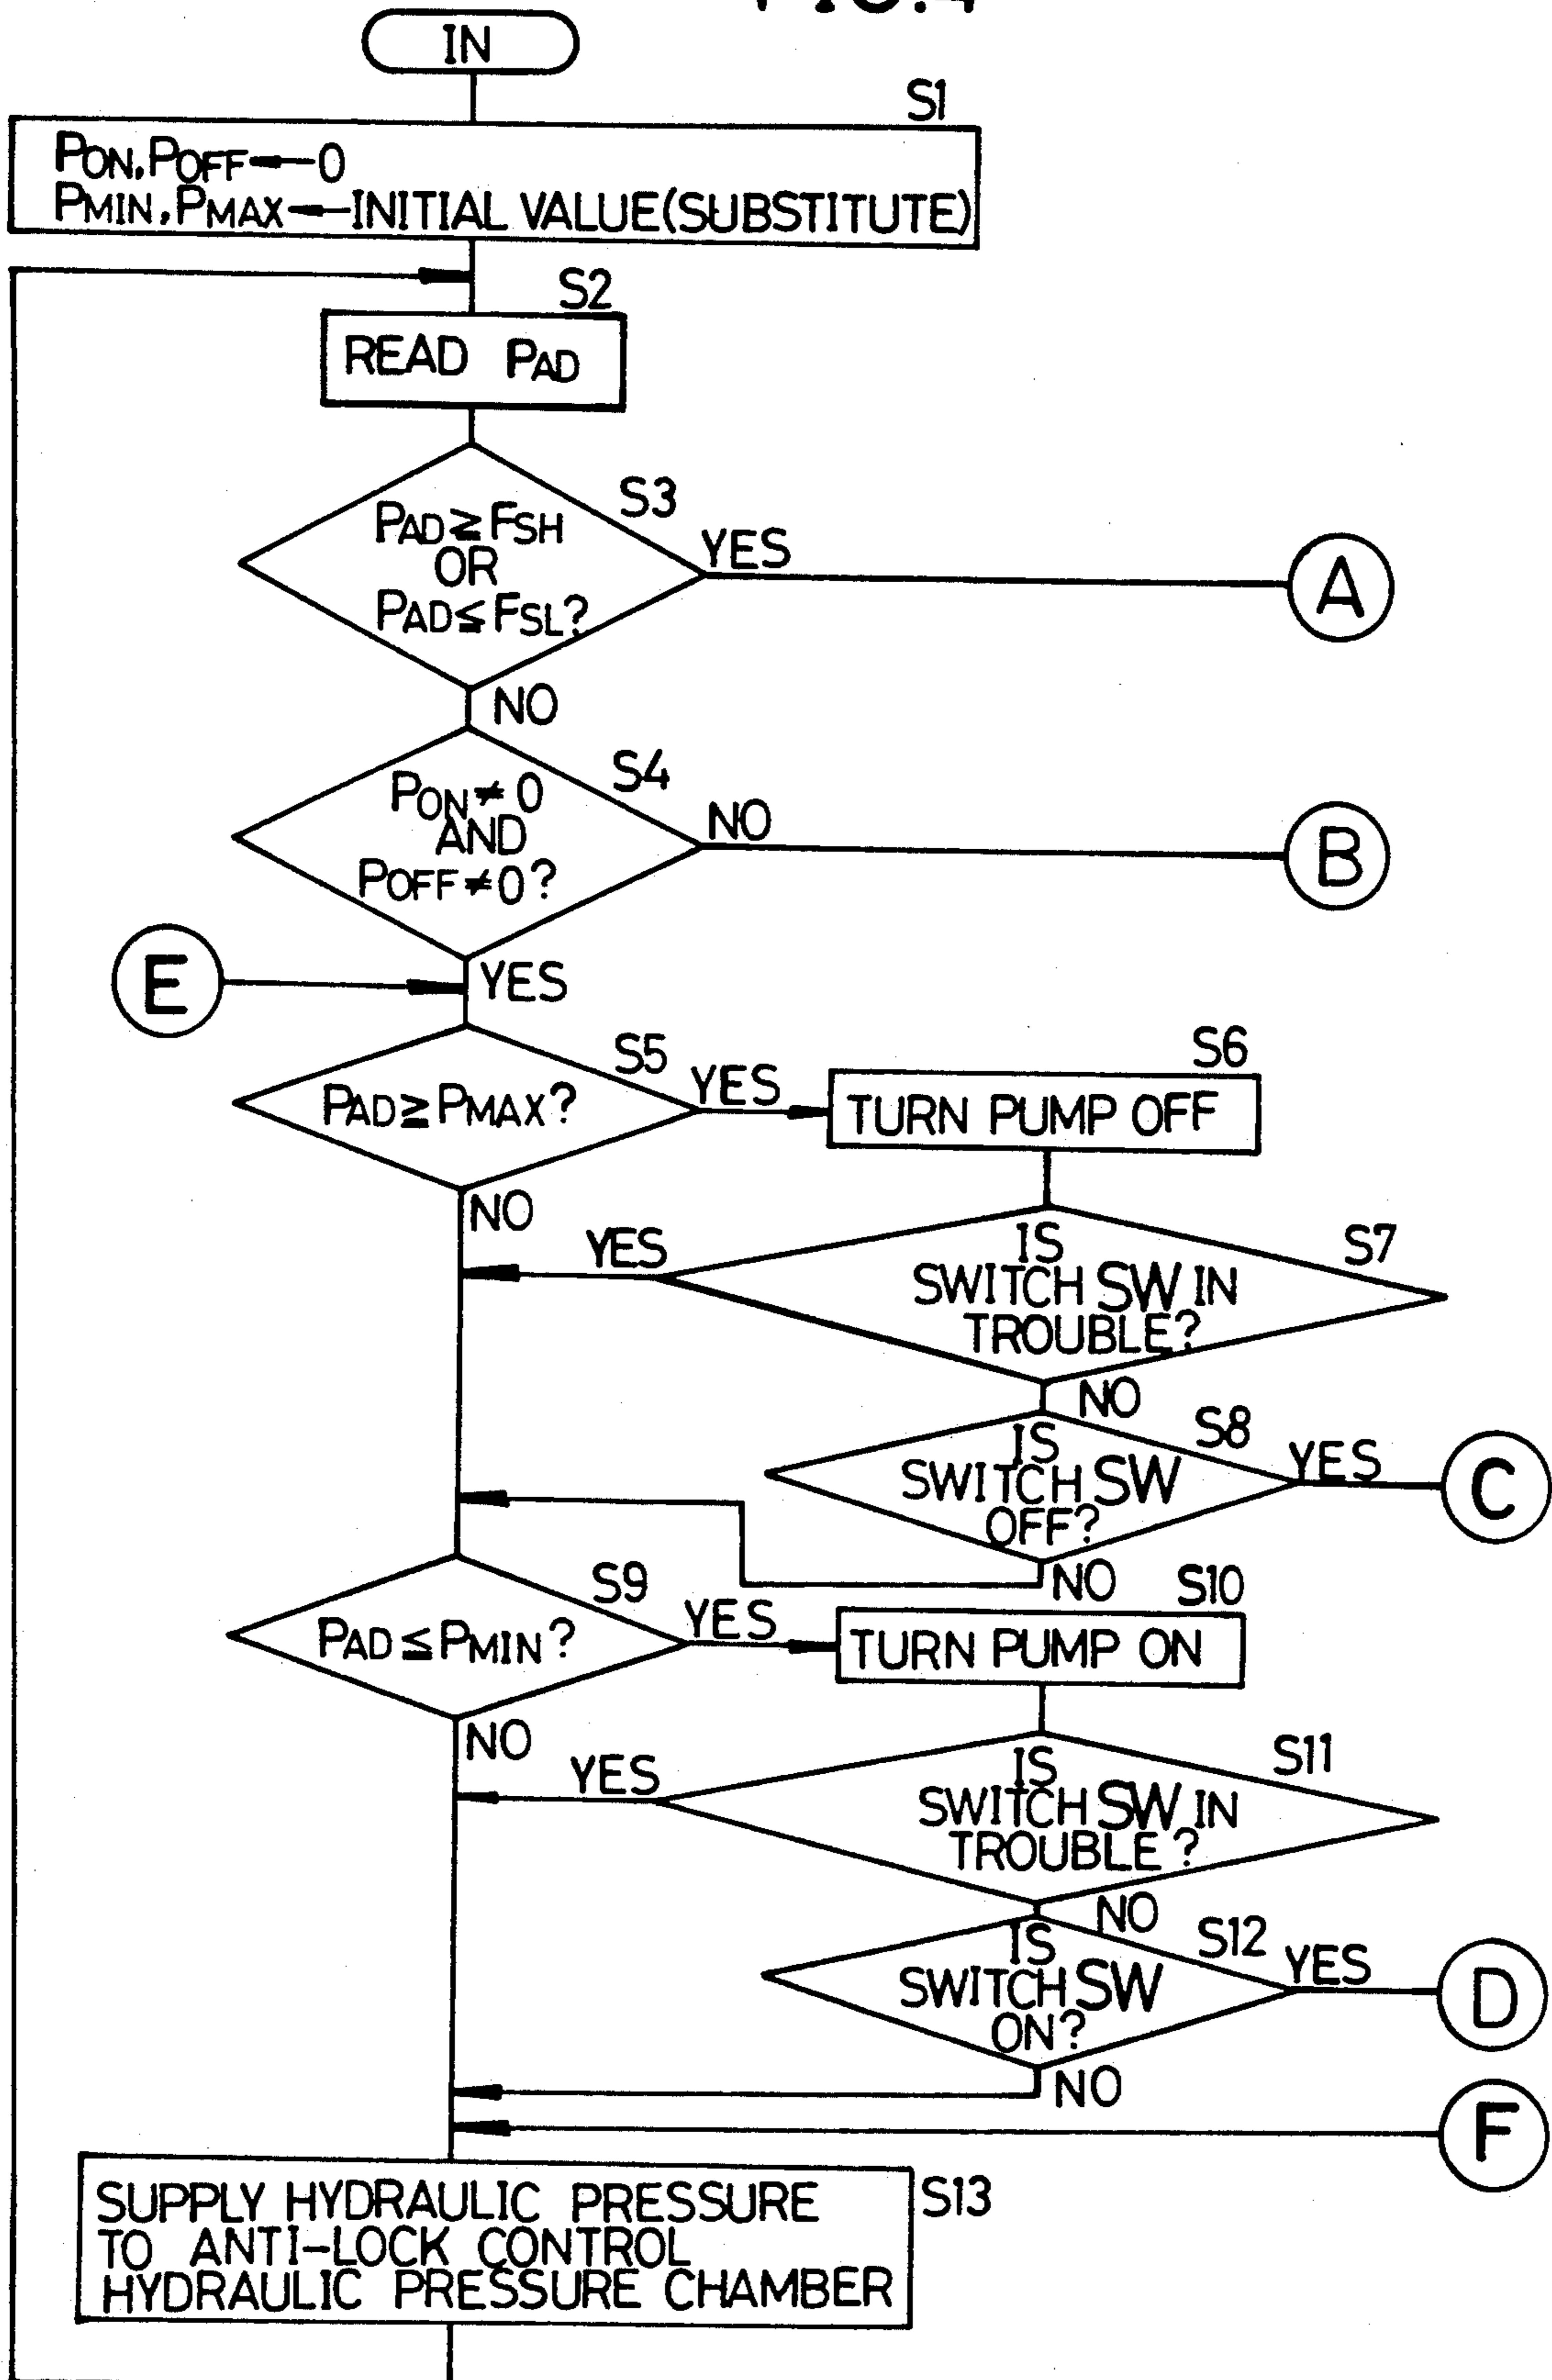 FIG.4
IN
S1
PON,POFF←0
PMIN,PMAX←INITIAL VALUE(SUBSTITUTE)
S2
READ PAD
S3
PAD≧FSH
OR
PAD≦FSL?
YES
A
NO
S4
PON≠0
AND
POFF≠0?
NO
B
E
YES
S5
PAD≧PMAX?
YES
S6
TURN PUMP OFF
NO
YES
S7
IS
SWITCH SW IN
TROUBLE?
NO
S8
IS
SWITCH SW
OFF?
YES
C
NO
S9
PAD≦PMIN?
YES
S10
TURN PUMP ON
NO
YES
S11
IS
SWITCH SW IN
TROUBLE?
NO
S12
IS
SWITCH SW
ON?
YES
D
NO
F
S13
SUPPLY HYDRAULIC PRESSURE
TO ANTI-LOCK CONTROL
HYDRAULIC PRESSURE CHAMBER